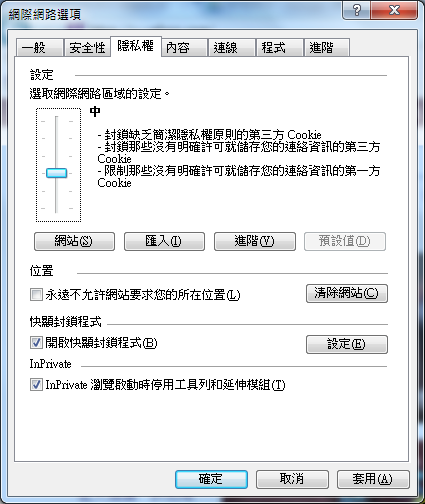 網際網路選項
一般 安全性 隱私權 內容 連線 程式 進階
設定
選取網際網路區域的設定。
中
- 封鎖缺乏簡潔隱私權原則的第三方 Cookie
- 封鎖那些沒有明確許可就儲存您的連絡資訊的第三方
Cookie
- 限制那些沒有明確許可就儲存您的連絡資訊的第一方
Cookie
網站(S) 匯入(I) 進階(V) 預設值(D)
位置
永遠不允許網站要求您的所在位置(L) 清除網站(C)
快顯封鎖程式
開啟快顯封鎖程式(B) 設定(E)
InPrivate
InPrivate 瀏覽啟動時停用工具列和延伸模組(T)
確定 取消 套用(A)